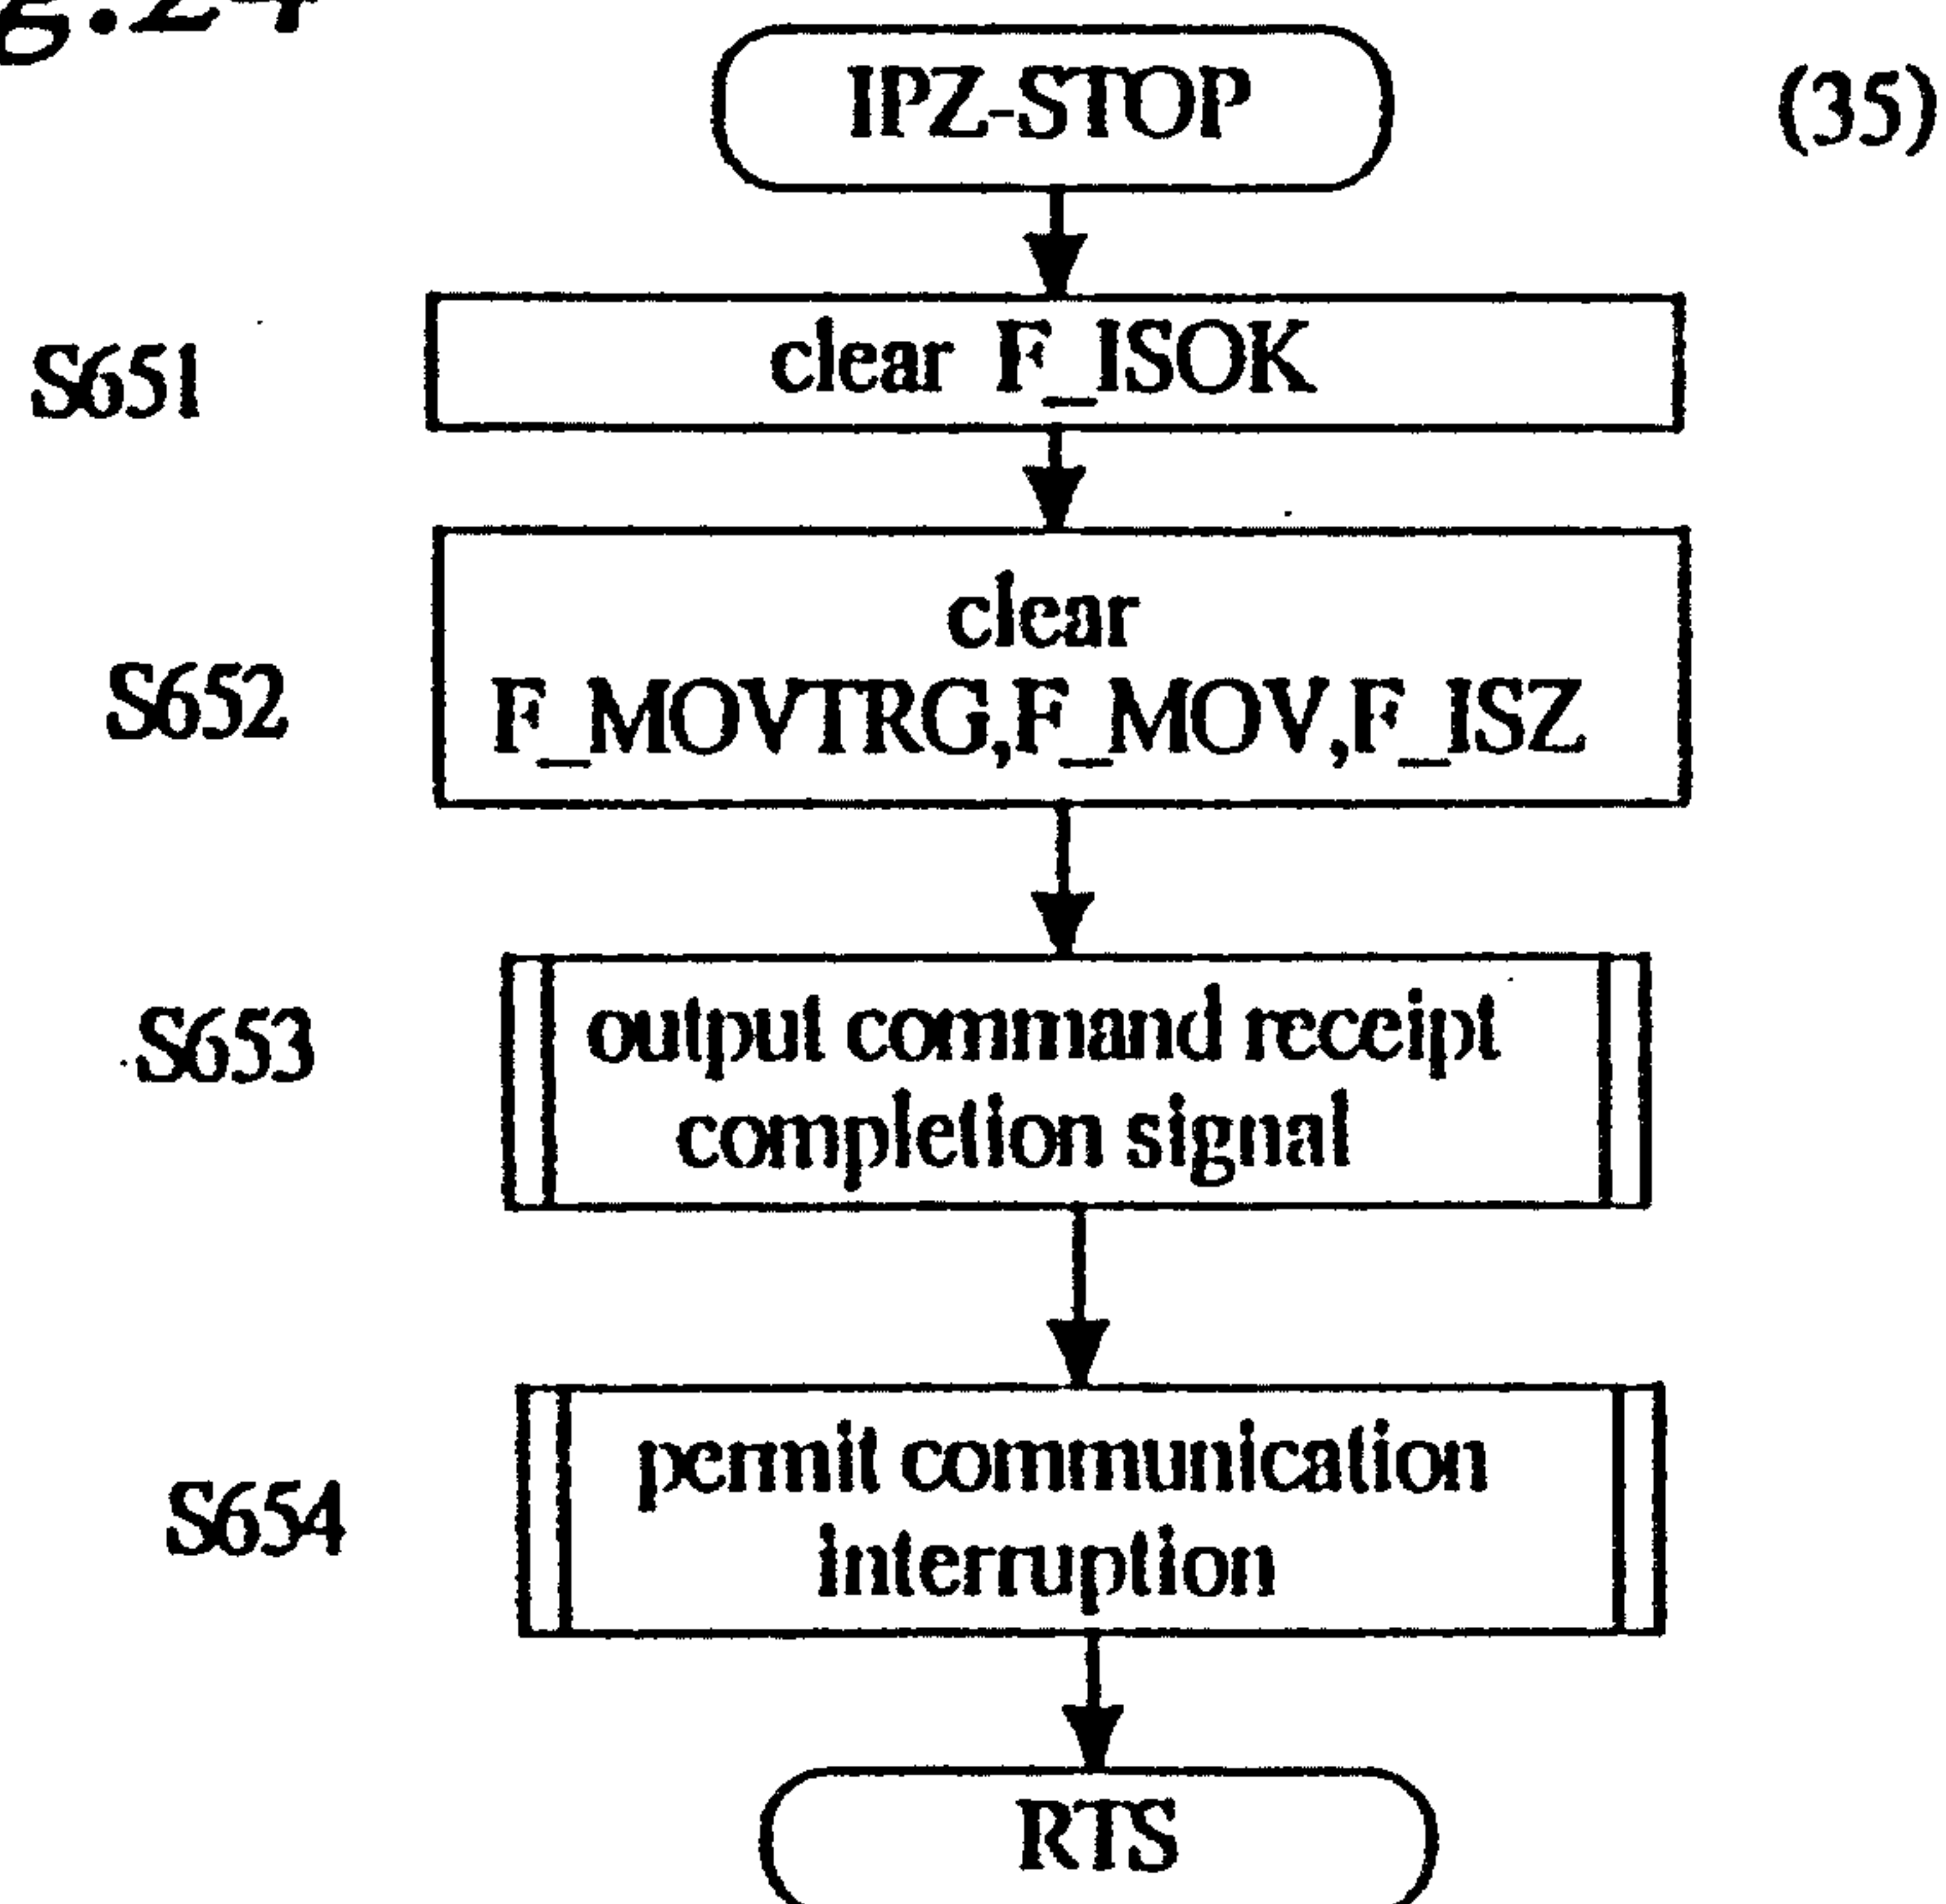 g.24
IPZ-STOP
(35)
S651
clear F_ISOK
S652
clear
F_MOVTRG,F_MOV,F_ISZ
S653
output command receipt
completion signal
S654
permit communication
interruption
RTS